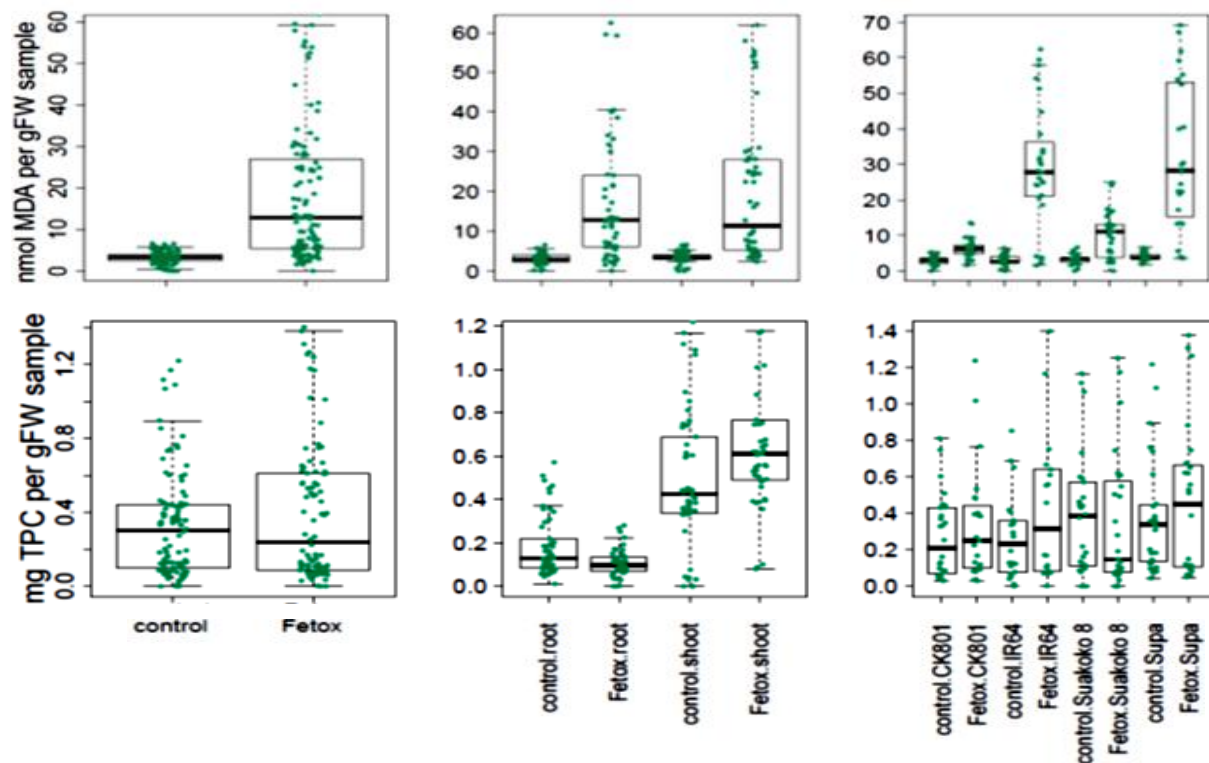 nmol MDA per gFW sample
60
50
40
30
20
10
0
60
50
40
30
20
10
0
70
60
50
40
30
20
10
0
mg TPC per gFW sample
1.2
0.8
0.4
0.0
1.2
1.0
0.8
0.6
0.4
0.2
0.0
1.4
1.2
1.0
0.8
0.6
0.4
0.2
0.0
control
Fetox
control.root
Fetox.root
control.shoot
Fetox.shoot
control.CK801
Fetox.CK801
control.IR64
Fetox.IR64
control.Suakoko 8
Fetox.Suakoko 8
control.Supa
Fetox.Supa